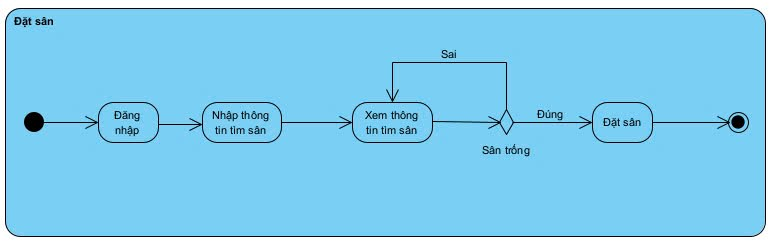 Đặt sân
Sai
Đăng
nhập
Nhập thông
tin tìm sân
Xem thông
tin tìm sân
Đúng
Đặt sân
Sân trống